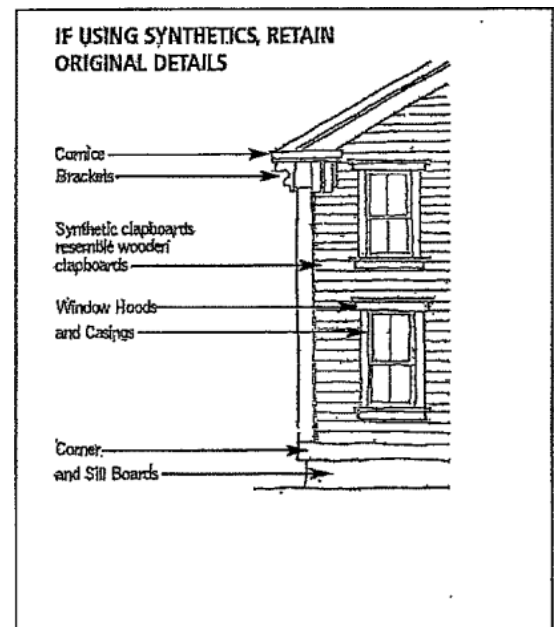 IF USING SYNTHETICS, RETAIN
ORIGINAL DETAILS
Cornice
Brackets
Synthetic clapboards
resemble wooden
clapboards
Window Hoods
and Casings
Corner
and Sill Boards